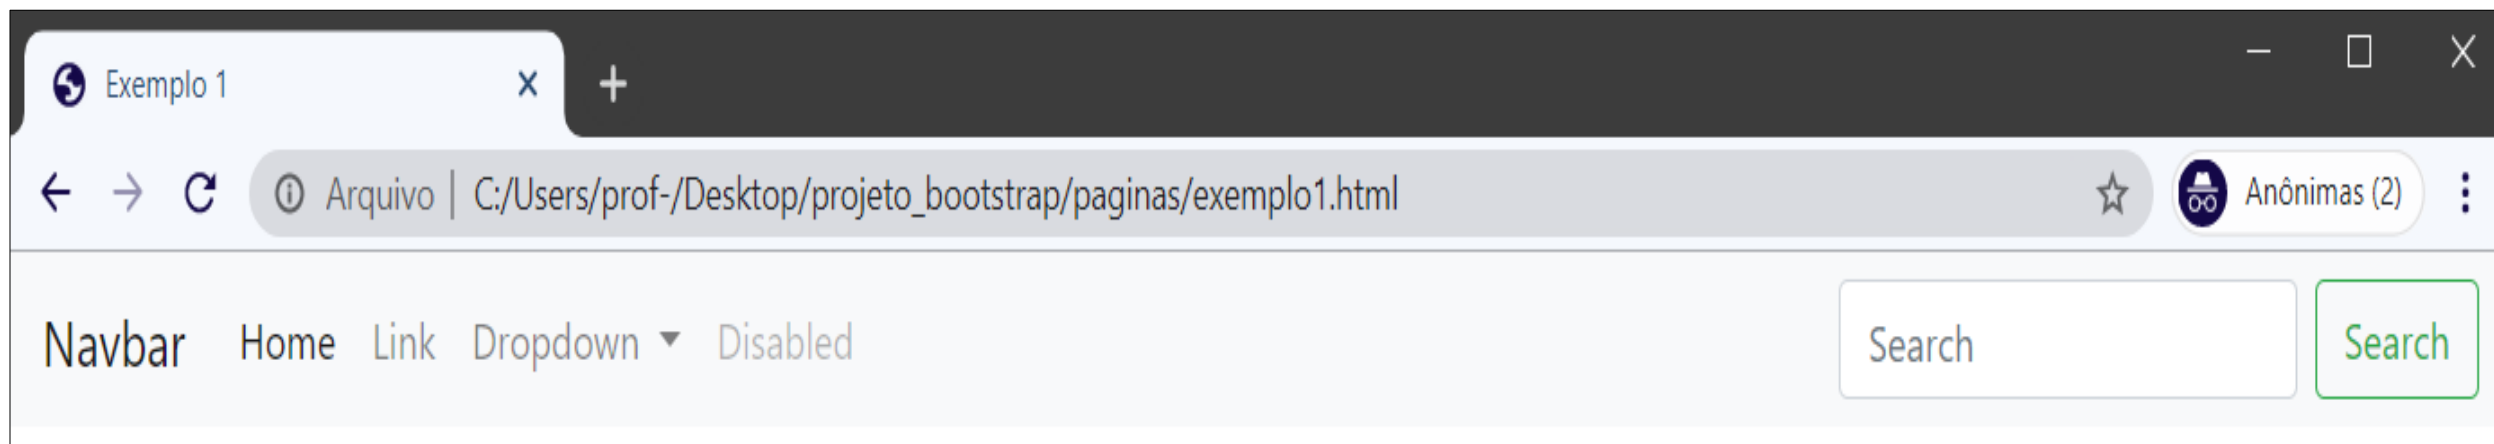 Exemplo 1
Arquivo | C:/Users/prof-/Desktop/projeto_bootstrap/paginas/exemplo1.html Anônimas (2)
Navbar Home Link Dropdown Disabled Search Search